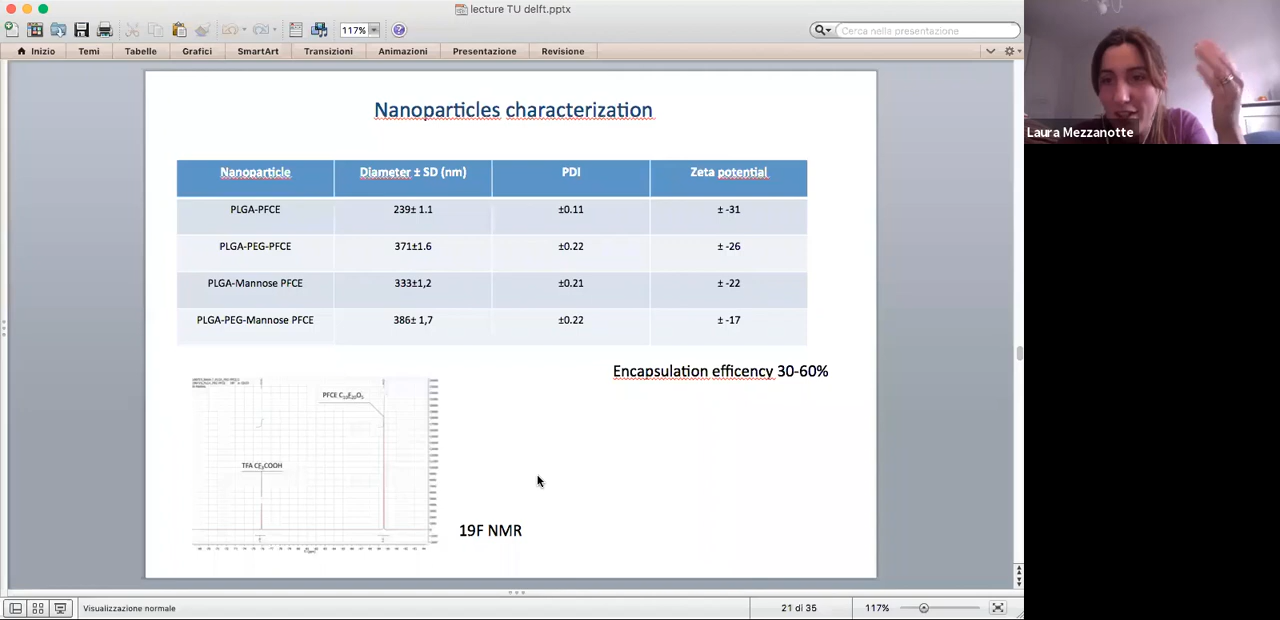 lecture TU delft.pptx
117%
Cerca nella presentazione
Inizio Temi Tabelle Grafici SmartArt Transizioni Animazioni Presentazione Revisione
Laura Mezzanotte
Nanoparticles characterization
Nanoparticle Diameter ± SD (nm) PDI Zeta potential
PLGA-PFCE 239± 1.1 ±0.11 ± -31
PLGA-PEG-PFCE 371±1.6 ±0.22 ± -26
PLGA-Mannose PFCE 333±1,2 ±0.21 ± -22
PLGA-PEG-Mannose PFCE 386± 1,7 ±0.22 ± -17
Encapsulation efficency 30-60%
PFCE
TFA
19F NMR
Visualizzazione normale
21 di 35
117%